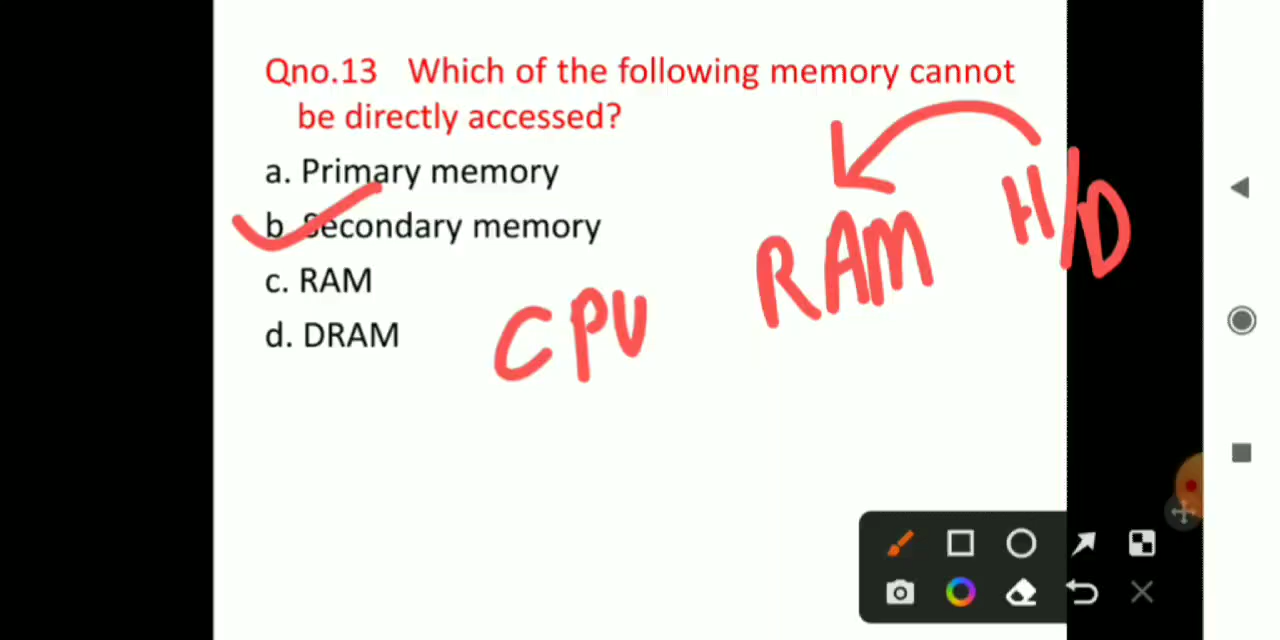 Qno.13 Which of the following memory cannot
be directly accessed?
a. Primary memory
b. Secondary memory
c. RAM
d. DRAM
CPU
RAM
H/D